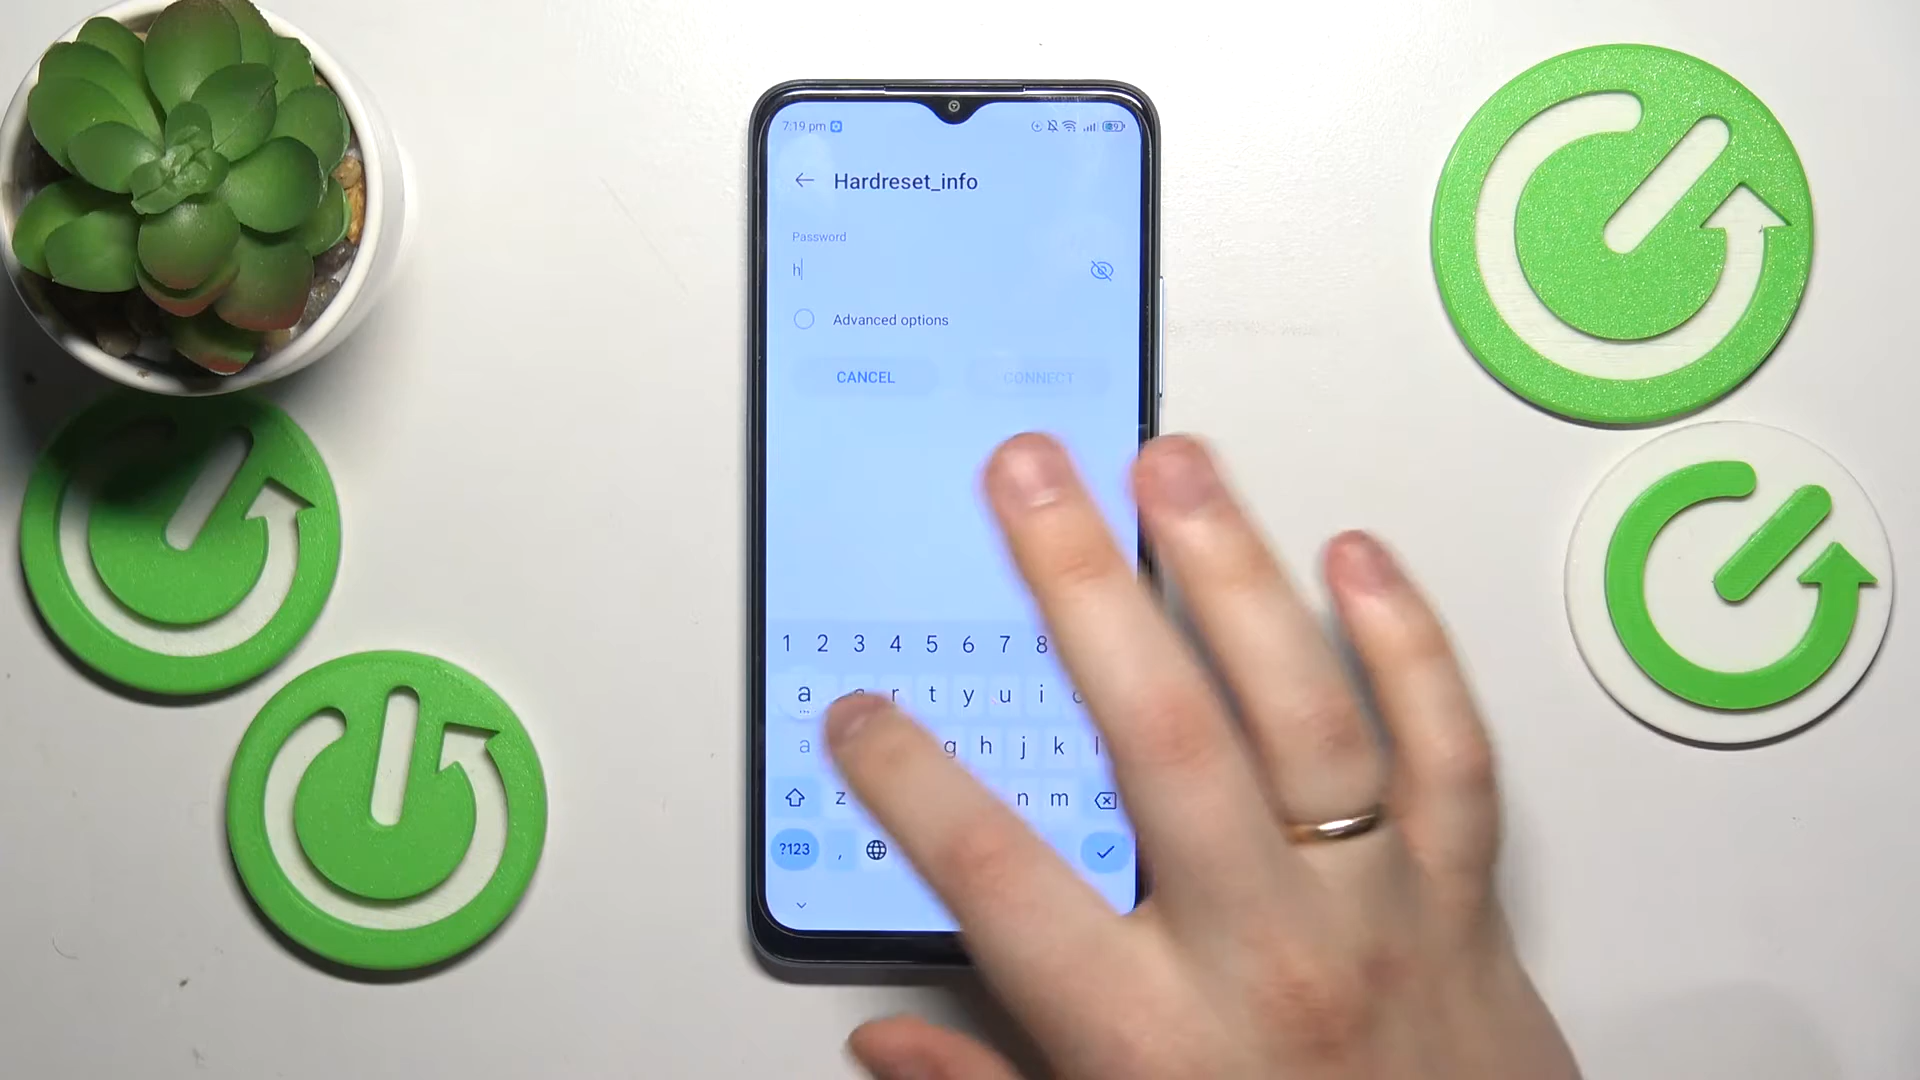 7:19 pm
Hardreset_info
Password
h
Advanced options
CANCEL CONNECT
1 2 3 4 5 6 7 8
a r t y u i
a g h j k l
z n m
?123 ,